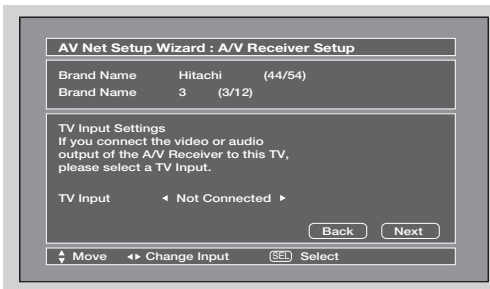 AV Net Setup Wizard : A/V Receiver Setup
Brand Name Hitachi (44/54)
Brand Name 3 (3/12)
TV Input Settings
If you connect the video or audio
output of the A/V Receiver to this TV,
please select a TV Input.
TV Input ◄ Not Connected ►
Back Next
Move ◄► Change Input SEL Select